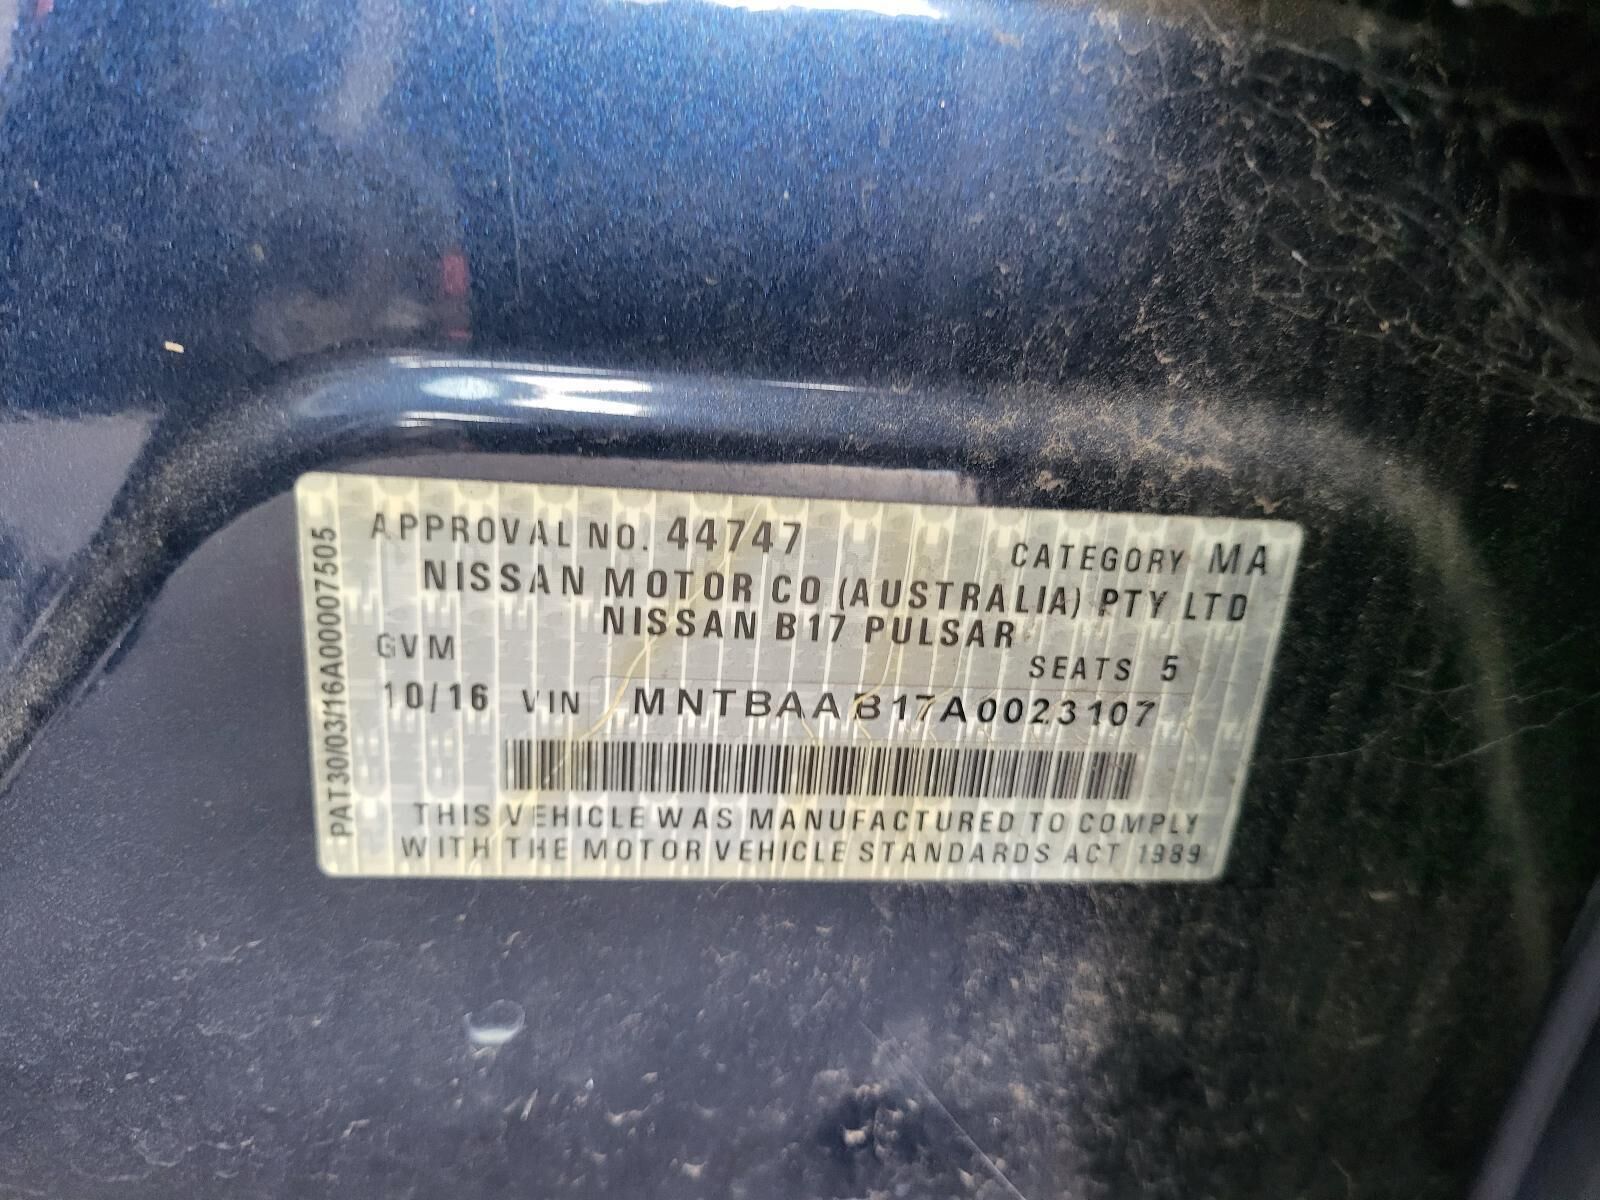 APPROVAL NO. 44747
CATEGORY MA
NISSAN MOTOR CO (AUSTRALIA) PTY LTD
NISSAN B17 PULSAR
GVM
SEATS 5
10/16 VIN MNTBAAB17A0023107
THIS VEHICLE WAS MANUFACTURED TO COMPLY
WITH THE MOTOR VEHICLE STANDARDS ACT 1989
PAT30/03/16A00007505